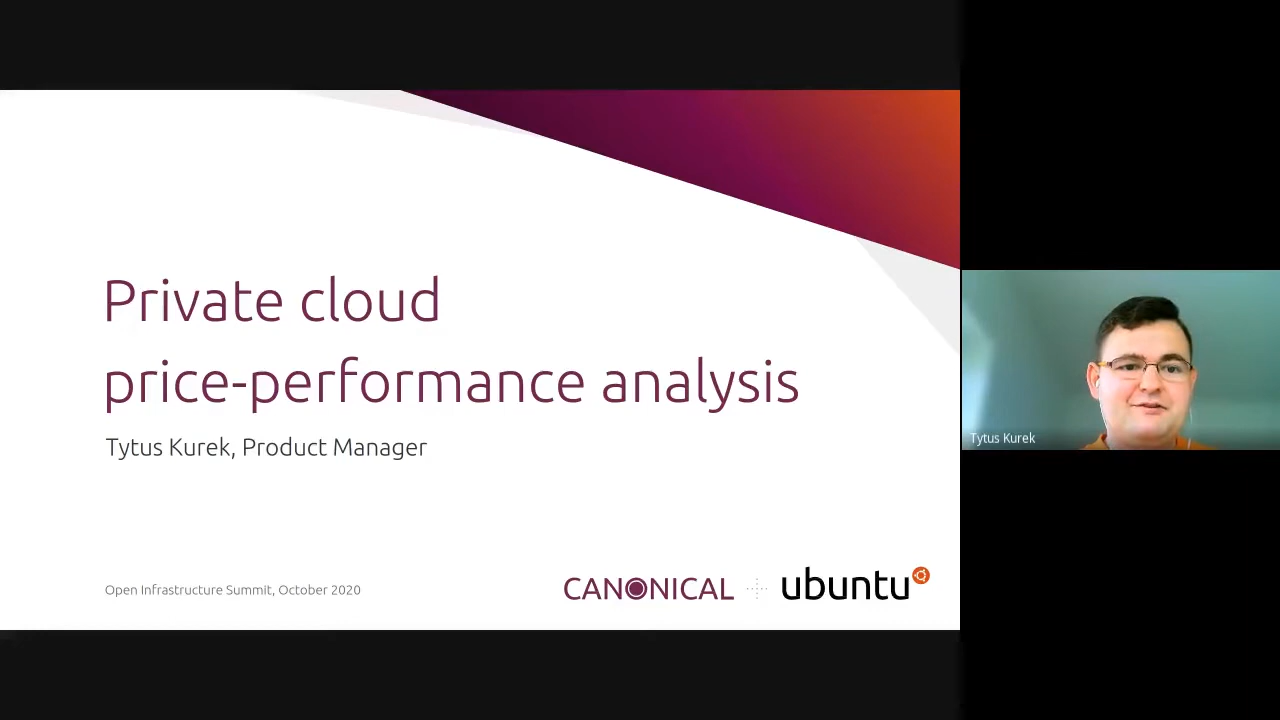 Private cloud
price-performance analysis
Tytus Kurek, Product Manager
Open Infrastructure Summit, October 2020
CANONICAL
ubuntu
Tytus Kurek